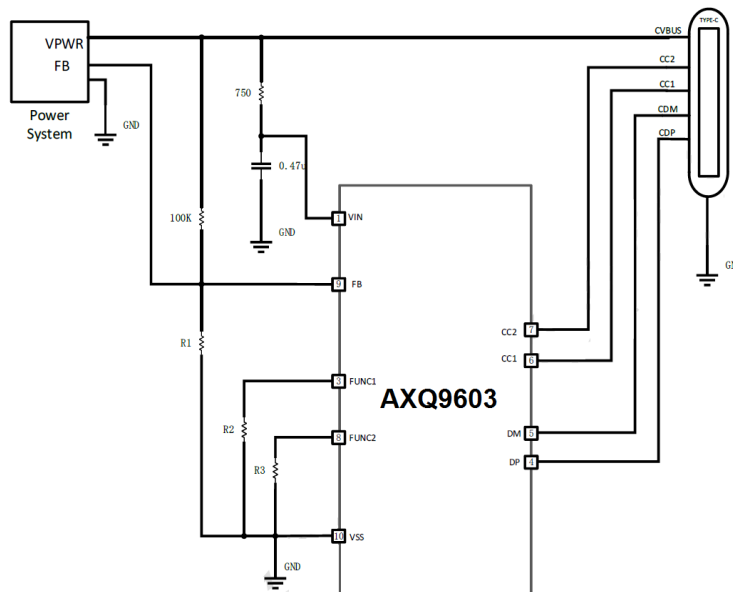 VPWR
FB
Power
System
GND
TYPE-C
CVBUS
CC2
CC1
CDM
CDP
750
0.47u
100K
GND
1 VIN
9 FB
R1
CC2 7
CC1 6
3 FUNC1
AXQ9603
R2
8 FUNC2
DM 5
DP 4
R3
10 VSS
GND